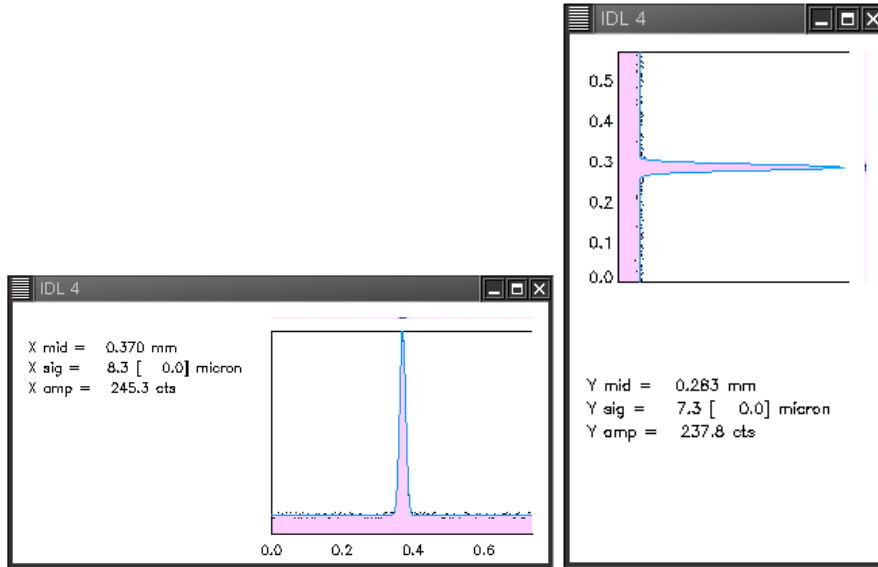 IDL 4
0.5
0.4
0.3
0.2
0.1
0.0
IDL 4
X mid = 0.370 mm
X sig = 8.3 [ 0.0] micron
X amp = 245.3 cts
0.0 0.2 0.4 0.6
Y mid = 0.283 mm
Y sig = 7.3 [ 0.0] micron
Y amp = 237.8 cts